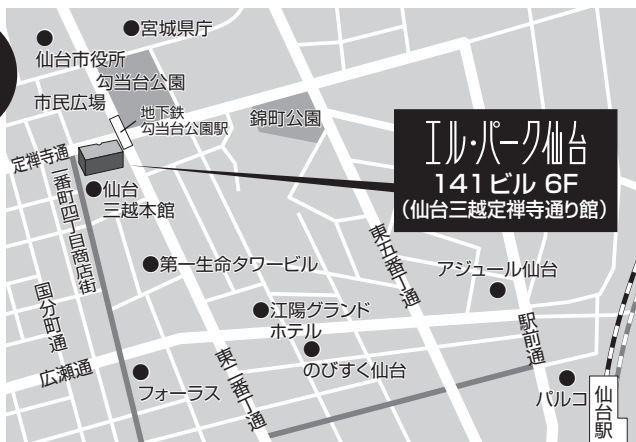 宮城県庁
仙台市役所
勾当台公園
市民広場
地下鉄
勾当台公園駅
錦町公園
エル・パーク仙台
141ビル 6F
(仙台三越定禅寺通り館)
定禅寺通
仙台
三越本館
一番町四丁目商店街
第一生命タワービル
東五番丁通
アジュール仙台
国分町通
江陽グランド
ホテル
駅前通
広瀬通
のびすく仙台
フォーラス
東二番丁通
パルコ
仙台駅